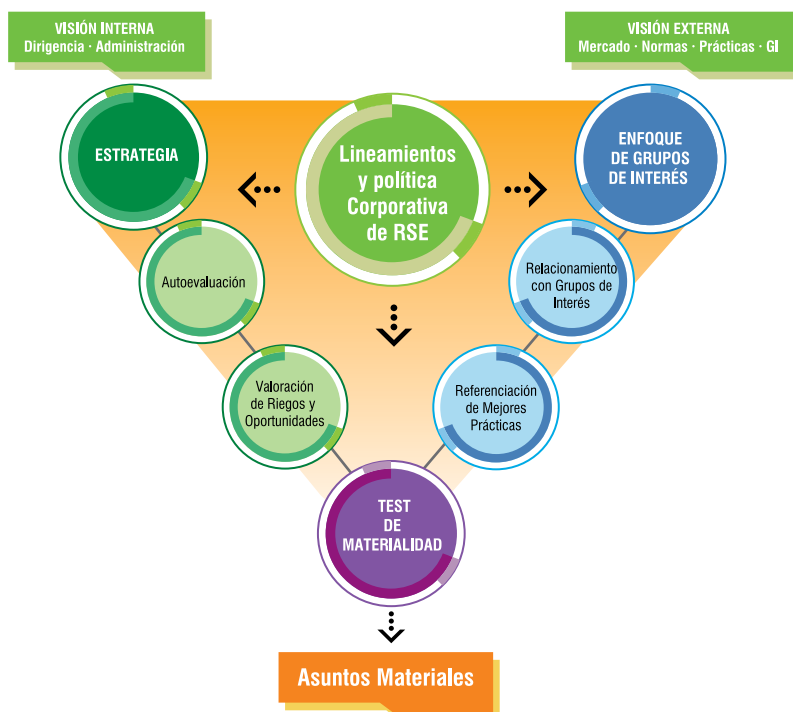 VISIÓN INTERNA
Dirigencia · Administración
VISIÓN EXTERNA
Mercado · Normas · Prácticas · GI
ESTRATEGIA
Lineamientos
y política
Corporativa
de RSE
ENFOQUE
DE GRUPOS
DE INTERÉS
Autoevaluación
Relacionamiento
con Grupos de
Interés
Valoración
de Riegos y
Oportunidades
Referenciación
de Mejores
Prácticas
TEST
DE
MATERIALIDAD
Asuntos Materiales